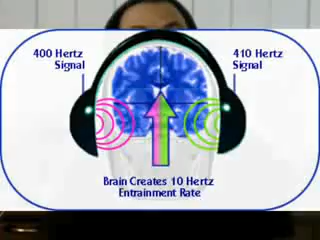 400 Hertz
Signal
410 Hertz
Signal
Brain Creates 10 Hertz
Entrainment Rate